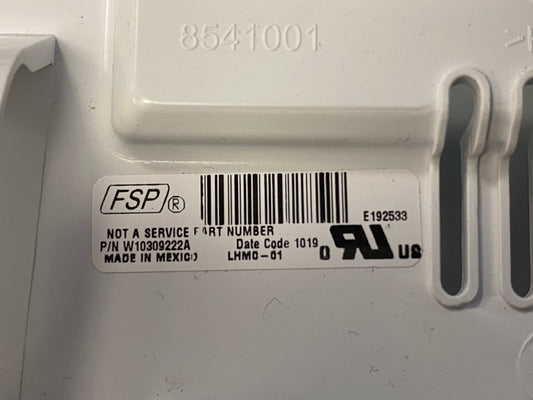 8541001
FSP ®
E192533
NOT A SERVICE PART NUMBER
P/N W10309222A Date Code 1019
MADE IN MEXICO LHMO-01
US